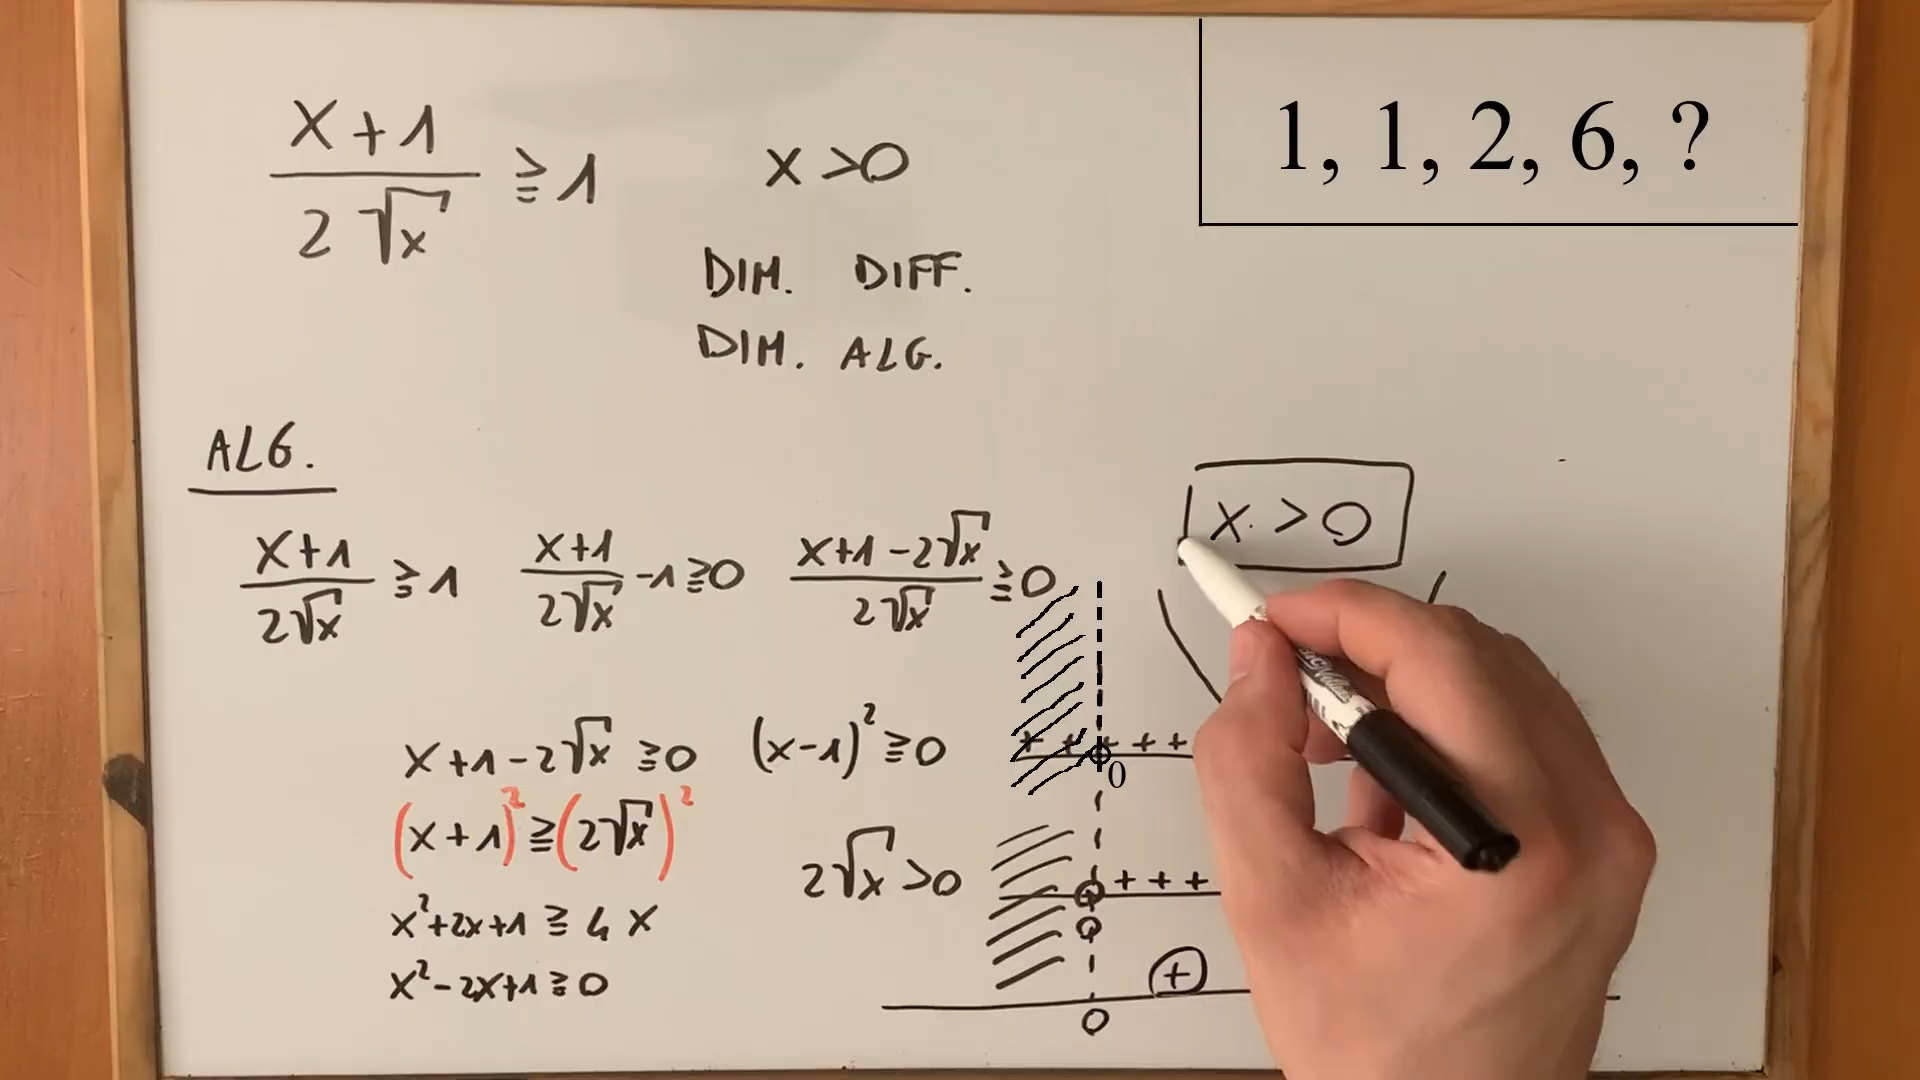 x+1
2√x
≧1
x>0
1, 1, 2, 6, ?
DIM. DIFF.
DIM. ALG.
ALG.
x+1
2√x
≧1
x+1
2√x
-1≧0
x+1-2√x
2√x
≧0
x>0
x+1-2√x ≧0
(x-1)²≧0
+ + + + +
0
(x+1)²≧(2√x)²
2√x>0
+ + +
x²+2x+1≧4x
x²-2x+1≧0
+
0